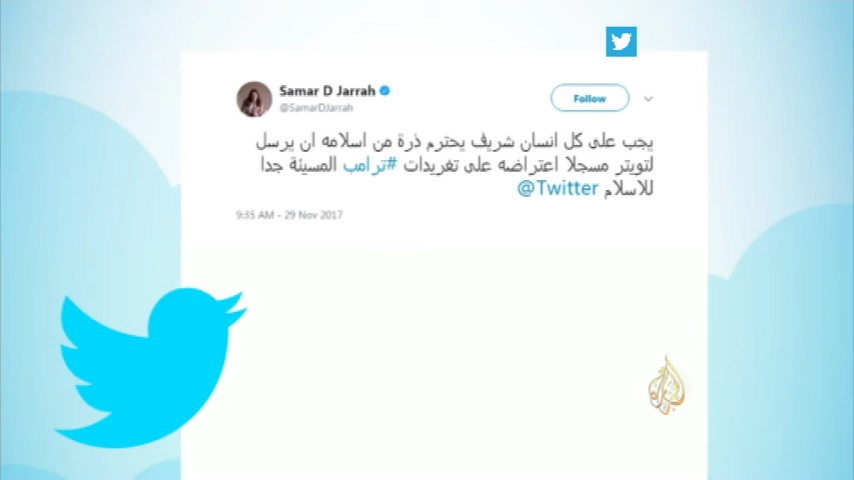 Samar D Jarrah
@SamarDJarrah
Follow
يجب على كل انسان شريف يحترم ذرة من اسلامه ان يرسل
لتويتر مسجلا اعتراضه على تغريدات #ترامب المسيئة جدا
للاسلام @Twitter
9:35 AM - 29 Nov 2017